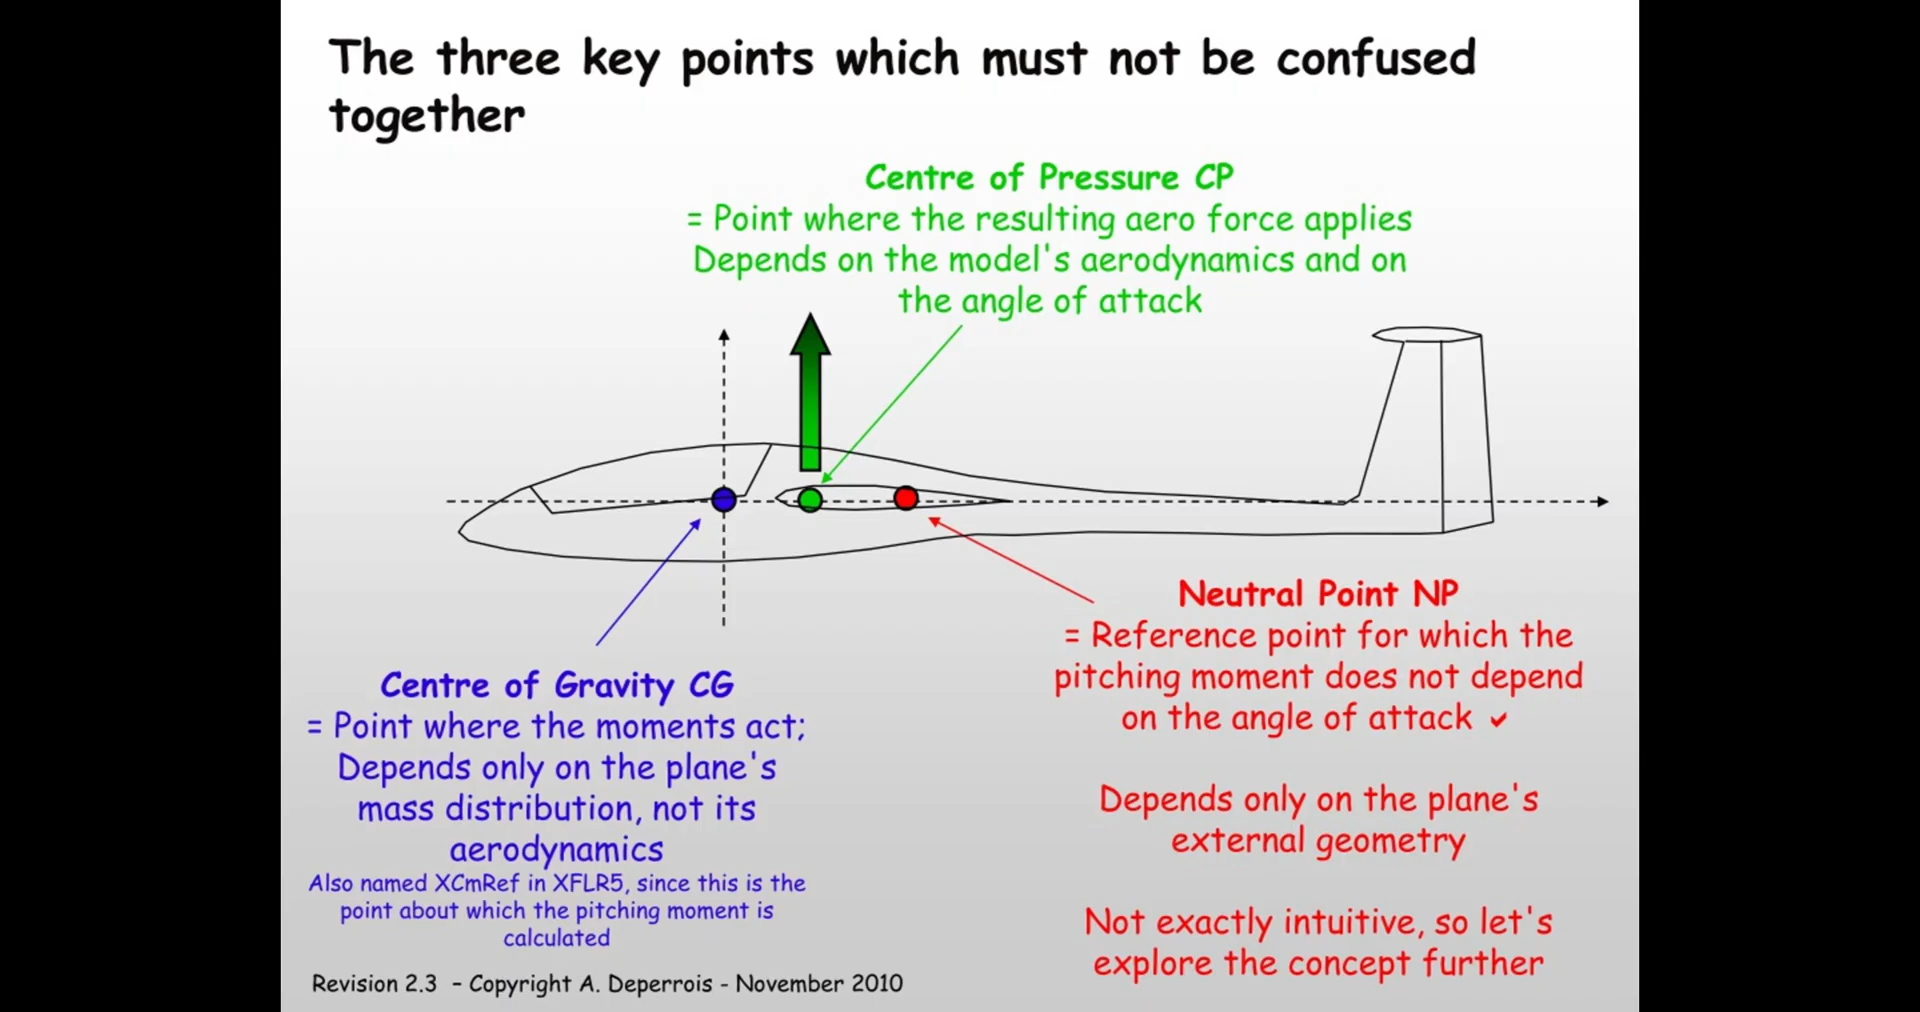 The three key points which must not be confused
together
Centre of Pressure CP
= Point where the resulting aero force applies
Depends on the model's aerodynamics and on
the angle of attack
Centre of Gravity CG
= Point where the moments act;
Depends only on the plane's
mass distribution, not its
aerodynamics
Also named XCmRef in XFLR5, since this is the
point about which the pitching moment is
calculated
Neutral Point NP
= Reference point for which the
pitching moment does not depend
on the angle of attack ✓
Depends only on the plane's
external geometry
Not exactly intuitive, so let's
explore the concept further
Revision 2.3 – Copyright A. Deperrois - November 2010